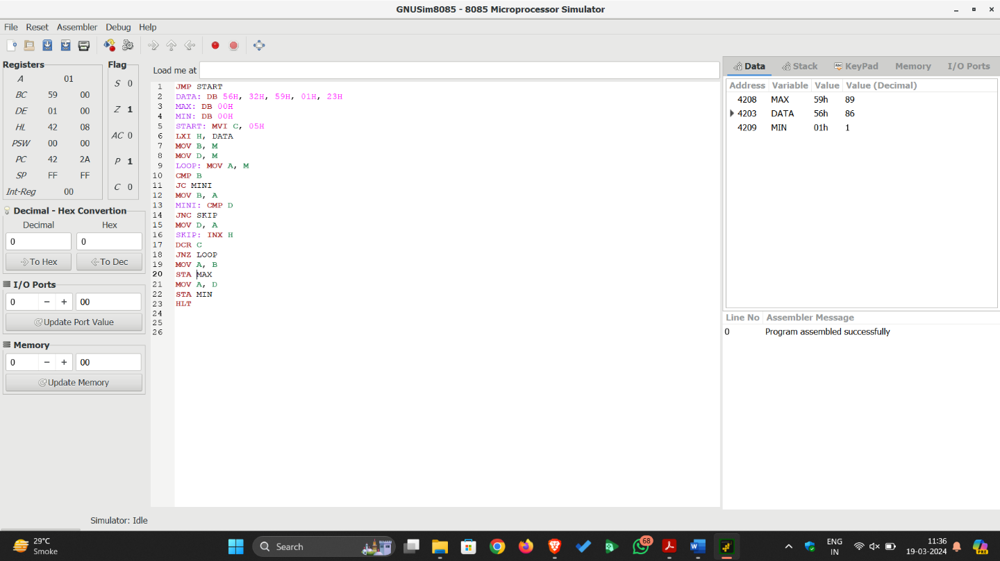 GNUSim8085 - 8085 Microprocessor Simulator
File Reset Assembler Debug Help
Registers
A 01
BC 59 00
DE 01 00
HL 42 08
PSW 00 00
PC 42 2A
SP FF FF
Int-Reg 00
Flag
S 0
Z 1
AC 0
P 1
C 0
Decimal - Hex Convertion
Decimal Hex
0 0
To Hex To Dec
I/O Ports
0 − + 00
Update Port Value
Memory
0 − + 00
Update Memory
Load me at
1 JMP START
2 DATA: DB 56H, 32H, 59H, 01H, 23H
3 MAX: DB 00H
4 MIN: DB 00H
5 START: MVI C, 05H
6 LXI H, DATA
7 MOV B, M
8 MOV D, M
9 LOOP: MOV A, M
10 CMP B
11 JC MINI
12 MOV B, A
13 MINI: CMP D
14 JNC SKIP
15 MOV D, A
16 SKIP: INX H
17 DCR C
18 JNZ LOOP
19 MOV A, B
20 STA MAX
21 MOV A, D
22 STA MIN
23 HLT
24
25
26
Data Stack KeyPad Memory I/O Ports
Address Variable Value Value (Decimal)
4208 MAX 59h 89
4203 DATA 56h 86
4209 MIN 01h 1
Line No Assembler Message
0 Program assembled successfully
Simulator: Idle
29°C
Smoke
Search
68
ENG
IN
11:36
19-03-2024
PRE